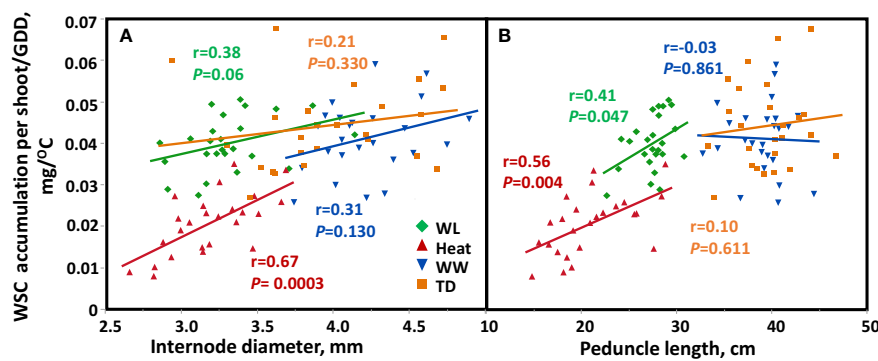 WSC accumulation per shoot/GDD,
mg/°C
0.07
0.06
0.05
0.04
0.03
0.02
0.01
0
A
r=0.38
P=0.06
r=0.21
P=0.330
r=0.31
P=0.130
r=0.67
P= 0.0003
WL
Heat
WW
TD
2.5 3.0 3.5 4.0 4.5
Internode diameter, mm
B
r=-0.03
P=0.861
r=0.41
P=0.047
r=0.56
P=0.004
r=0.10
P=0.611
10 20 30 40 50
Peduncle length, cm